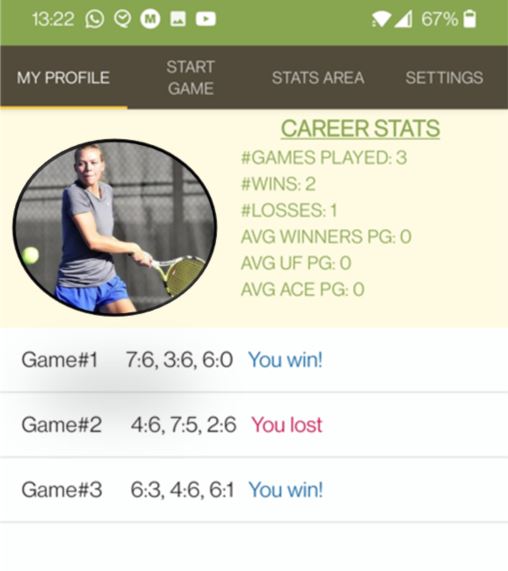 13:22 67%
MY PROFILE START GAME STATS AREA SETTINGS
CAREER STATS
#GAMES PLAYED: 3
#WINS: 2
#LOSSES: 1
AVG WINNERS PG: 0
AVG UF PG: 0
AVG ACE PG: 0
Game#1 7:6, 3:6, 6:0 You win!
Game#2 4:6, 7:5, 2:6 You lost
Game#3 6:3, 4:6, 6:1 You win!